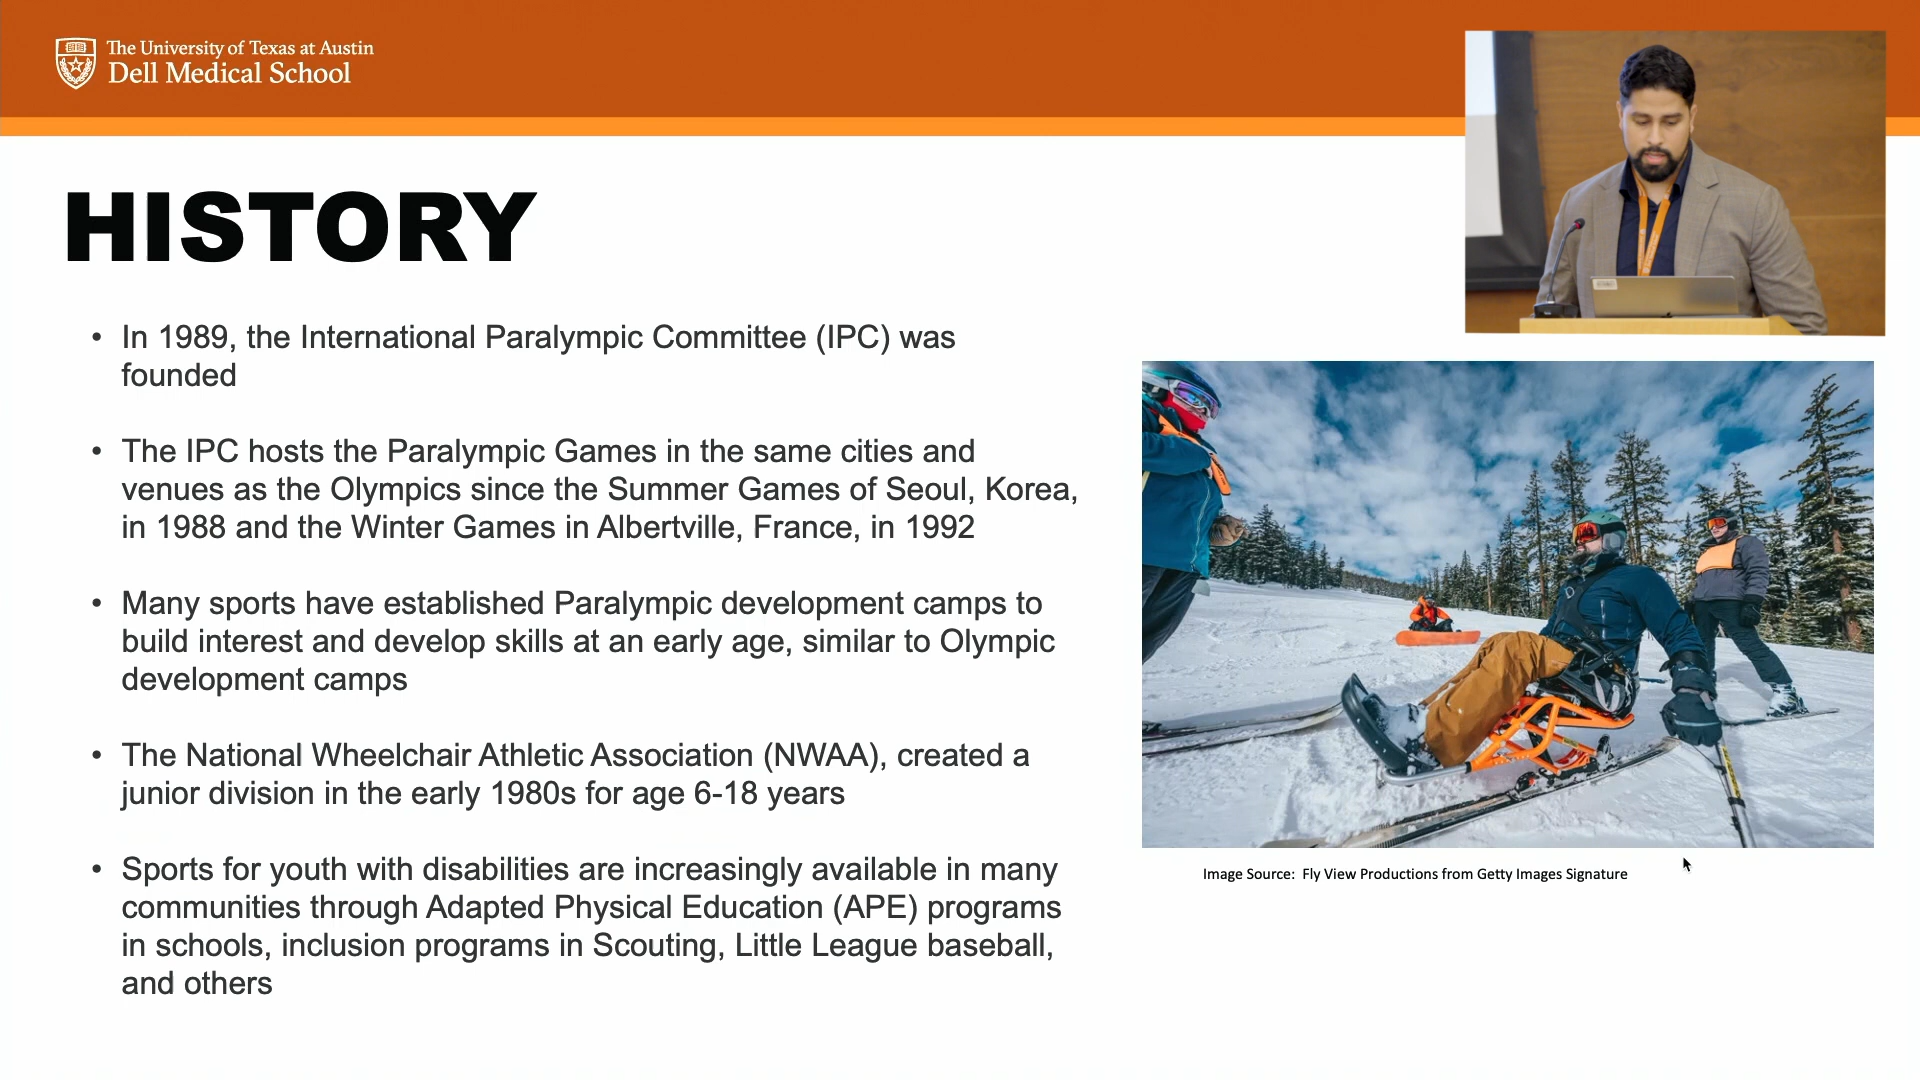 The University of Texas at Austin
Dell Medical School
HISTORY
• In 1989, the International Paralympic Committee (IPC) was
founded
• The IPC hosts the Paralympic Games in the same cities and
venues as the Olympics since the Summer Games of Seoul, Korea,
in 1988 and the Winter Games in Albertville, France, in 1992
• Many sports have established Paralympic development camps to
build interest and develop skills at an early age, similar to Olympic
development camps
• The National Wheelchair Athletic Association (NWAA), created a
junior division in the early 1980s for age 6-18 years
• Sports for youth with disabilities are increasingly available in many
communities through Adapted Physical Education (APE) programs
in schools, inclusion programs in Scouting, Little League baseball,
and others
Image Source: Fly View Productions from Getty Images Signature